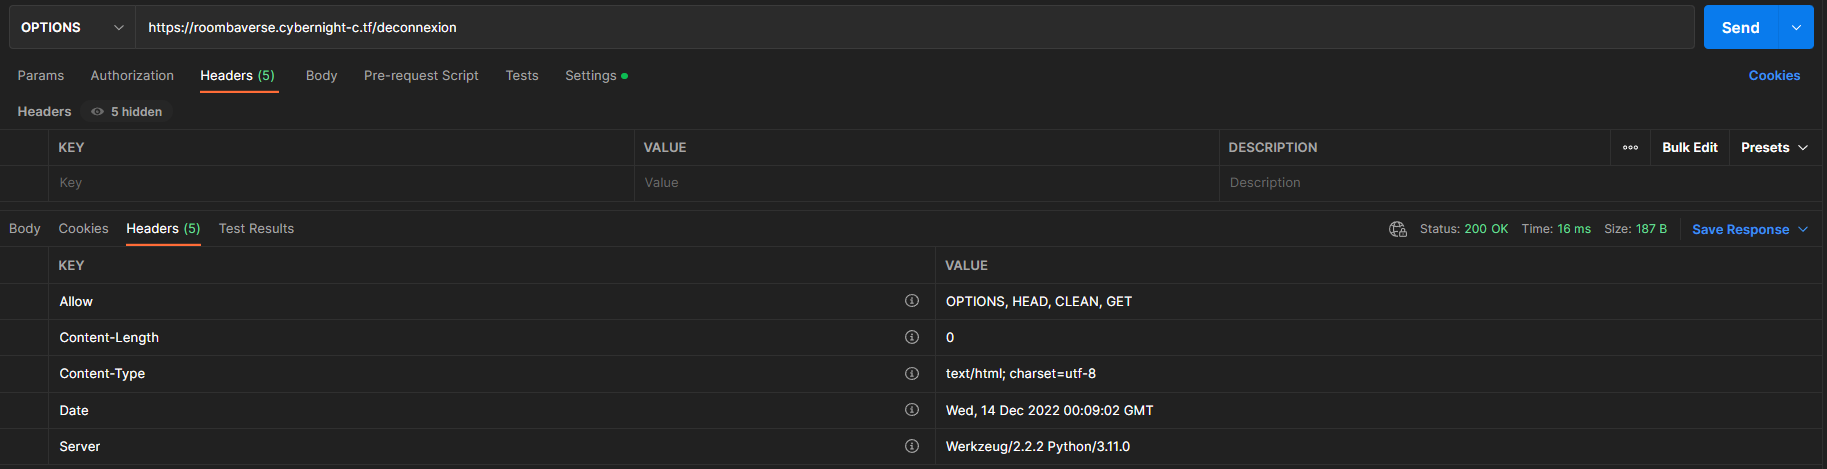 OPTIONS https://roombaverse.cybernight-c.tf/deconnexion Send
Params Authorization Headers (5) Body Pre-request Script Tests Settings Cookies
Headers 5 hidden
KEY VALUE DESCRIPTION Bulk Edit Presets
Key Value Description
Body Cookies Headers (5) Test Results Status: 200 OK Time: 16 ms Size: 187 B Save Response
KEY VALUE
Allow OPTIONS, HEAD, CLEAN, GET
Content-Length 0
Content-Type text/html; charset=utf-8
Date Wed, 14 Dec 2022 00:09:02 GMT
Server Werkzeug/2.2.2 Python/3.11.0